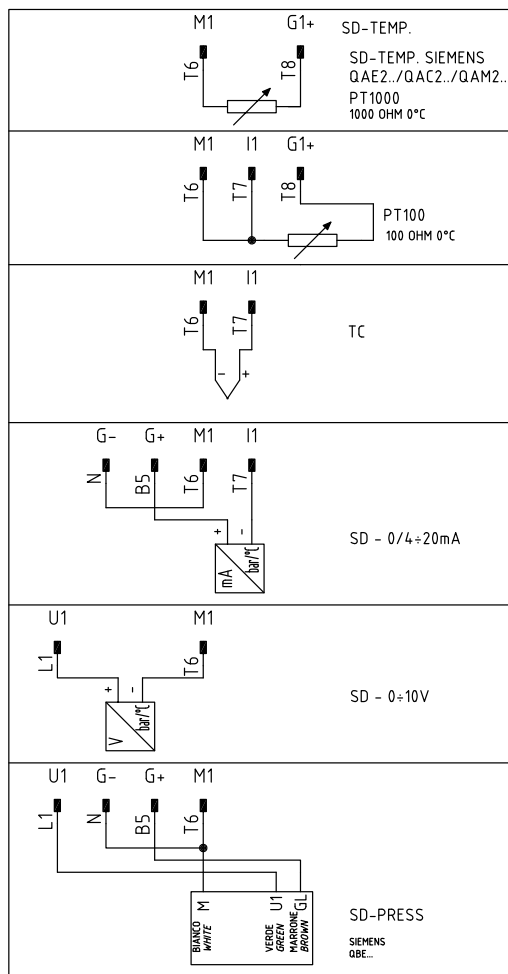 M1 G1+ SD-TEMP.
T6 T8
SD-TEMP. SIEMENS
QAE2../QAC2../QAM2..
PT1000
1000 OHM 0°C
M1 I1 G1+
T6 T7 T8
PT100
100 OHM 0°C
M1 I1
T6 T7
TC
- +
G- G+ M1 I1
N B5 T6 T7
+ -
mA bar/°C
SD - 0/4÷20mA
U1 M1
L1 T6
+ -
V bar/°C
SD - 0÷10V
U1 G- G+ M1
L1 N B5 T6
M U1 GL
BIANCO VERDE MARRONE
WHITE GREEN BROWN
SD-PRESS
SIEMENS
QBE...